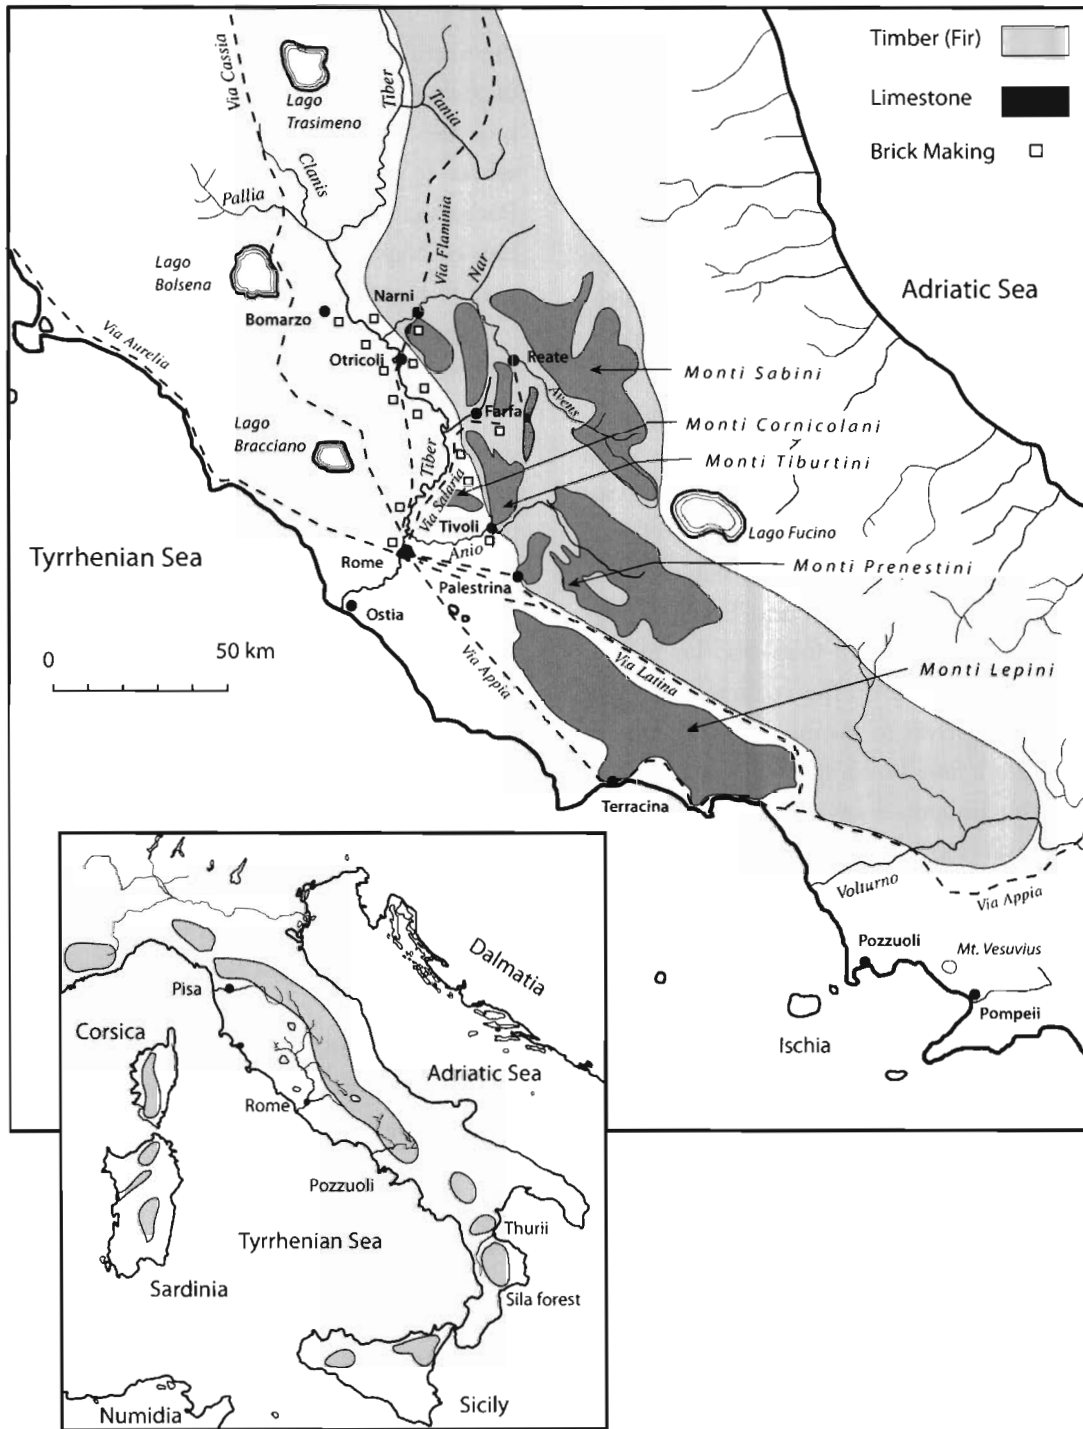 Timber (Fir)
Limestone
Brick Making
Via Cassia
Lago
Trasimeno
Tiber
Tania
Clanis
Pallia
Via Flaminia
Nar
Lago
Bolsena
Adriatic Sea
Narni
Bomarzo
Via Aurelia
Otricoli
Reate
Monti Sabini
Avens
Farfa
Monti Cornicolani
Lago
Bracciano
Tiber
Monti Tiburtini
Via Salaria
Tivoli
Lago Fucino
Tyrrhenian Sea
Rome
Anio
Monti Prenestini
Palestrina
Ostia
0
50 km
Via Appia
Via Latina
Monti Lepini
Terracina
Volturno
Via Appia
Pozzuoli
Mt. Vesuvius
Pompeii
Ischia
Dalmatia
Pisa
Corsica
Adriatic Sea
Rome
Pozzuoli
Thurii
Tyrrhenian Sea
Sardinia
Sila forest
Sicily
Numidia